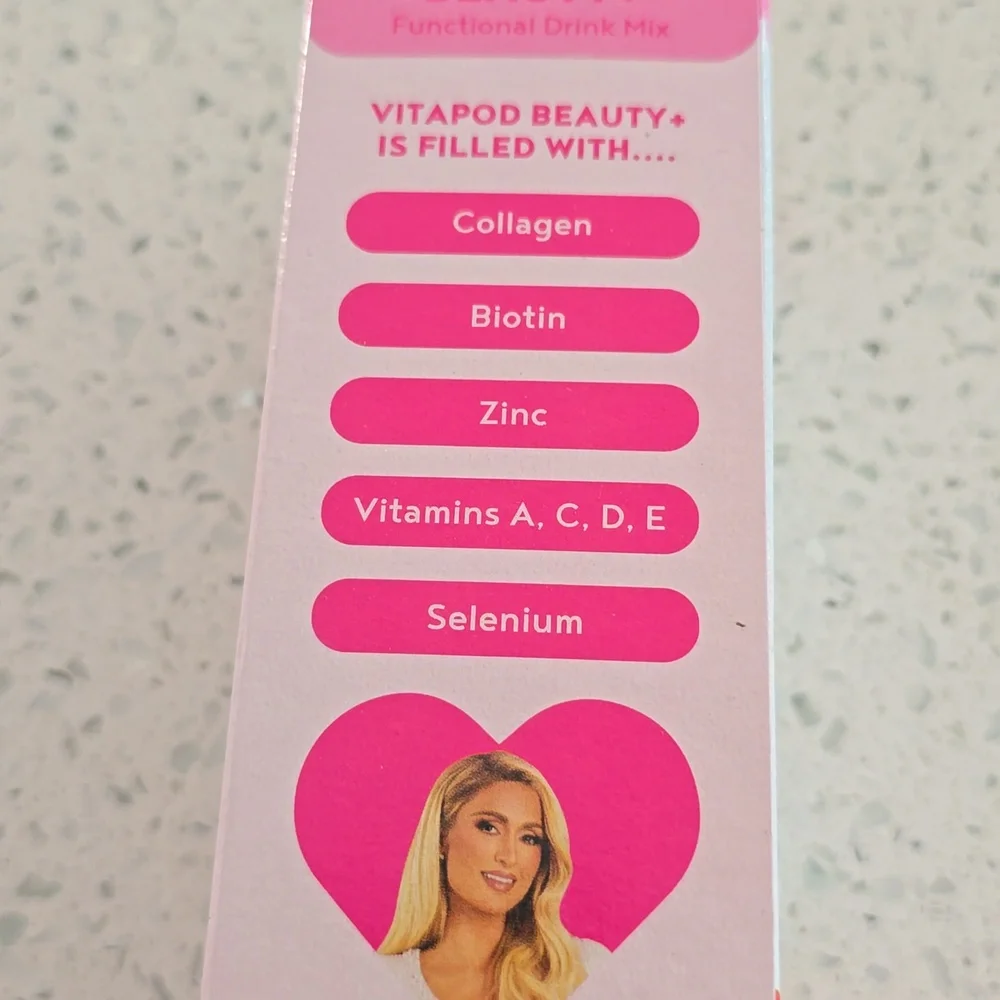 Functional Drink Mix
VITAPOD BEAUTY+
IS FILLED WITH....
Collagen
Biotin
Zinc
Vitamins A, C, D, E
Selenium